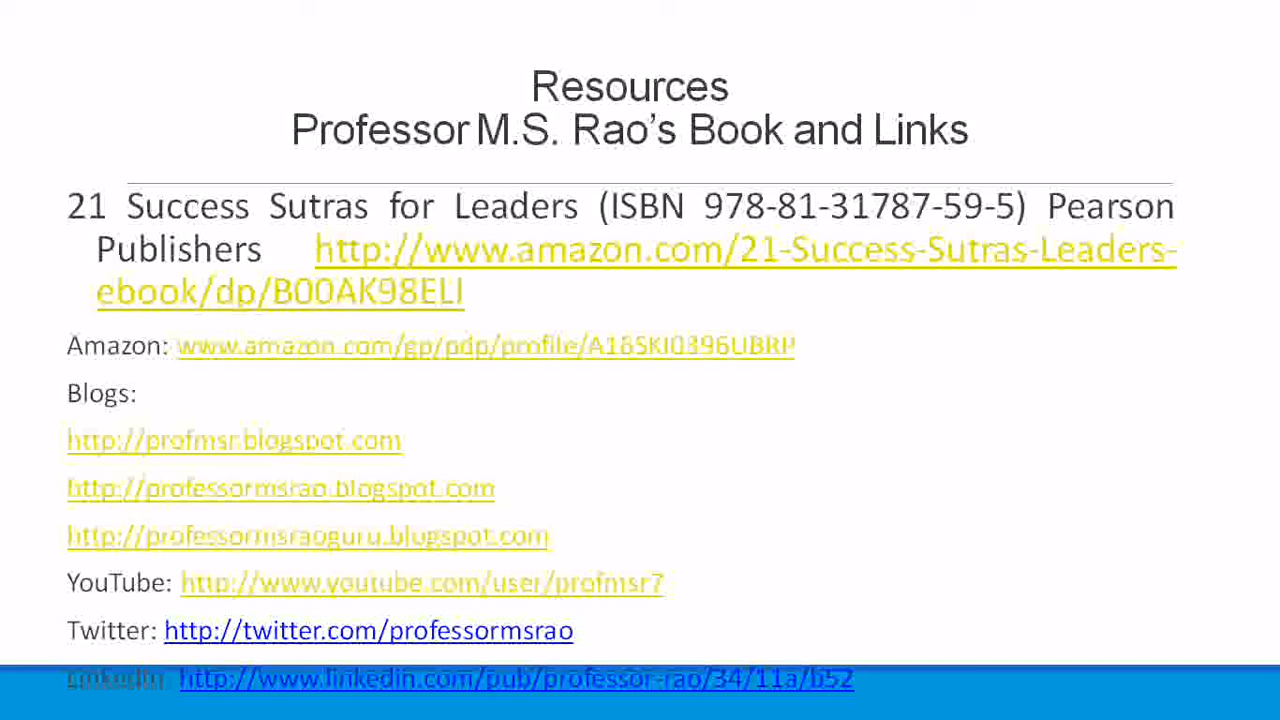 Resources
Professor M.S. Rao’s Book and Links
21 Success Sutras for Leaders (ISBN 978-81-31787-59-5) Pearson
Publishers http://www.amazon.com/21-Success-Sutras-Leaders-
ebook/dp/B00AK98ELI
Amazon: www.amazon.com/gp/pdp/profile/A16SKI0396UBRP
Blogs:
http://profmsr.blogspot.com
http://professormsrao.blogspot.com
http://professormsraoguru.blogspot.com
YouTube: http://www.youtube.com/user/profmsr7
Twitter: http://twitter.com/professormsrao
LinkedIn: http://www.linkedin.com/pub/professor-rao/34/11a/b52